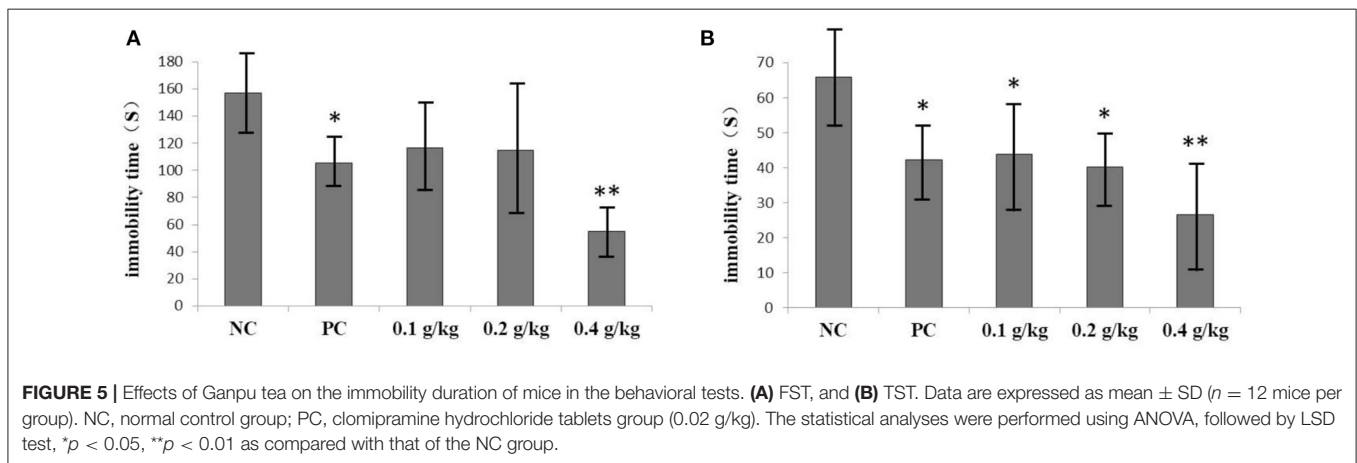 A
immobility time（S）
180
160
140
120
100
80
60
40
20
0
*
**
NC PC 0.1 g/kg 0.2 g/kg 0.4 g/kg
B
immobility time（S）
70
60
50
40
30
20
10
0
*
*
*
**
NC PC 0.1 g/kg 0.2 g/kg 0.4 g/kg
FIGURE 5 | Effects of Ganpu tea on the immobility duration of mice in the behavioral tests. (A) FST, and (B) TST. Data are expressed as mean ± SD (n = 12 mice per
group). NC, normal control group; PC, clomipramine hydrochloride tablets group (0.02 g/kg). The statistical analyses were performed using ANOVA, followed by LSD
test, *p < 0.05, **p < 0.01 as compared with that of the NC group.